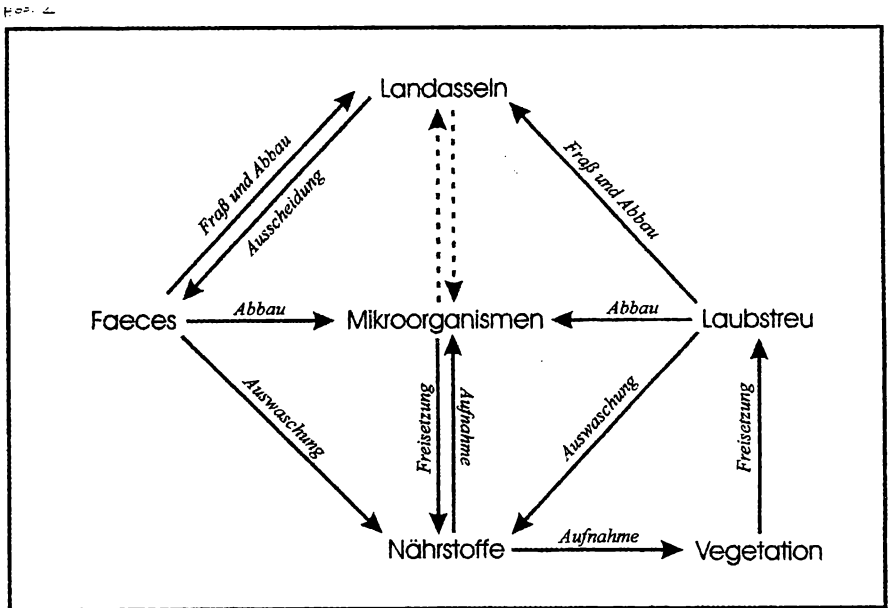 Landasseln
Fraß und Abbau
Ausscheidung
Fraß und Abbau
Faeces
Abbau
Mikroorganismen
Abbau
Laubstreu
Auswaschung
Freisetzung
Aufnahme
Auswaschung
Freisetzung
Nährstoffe
Aufnahme
Vegetation